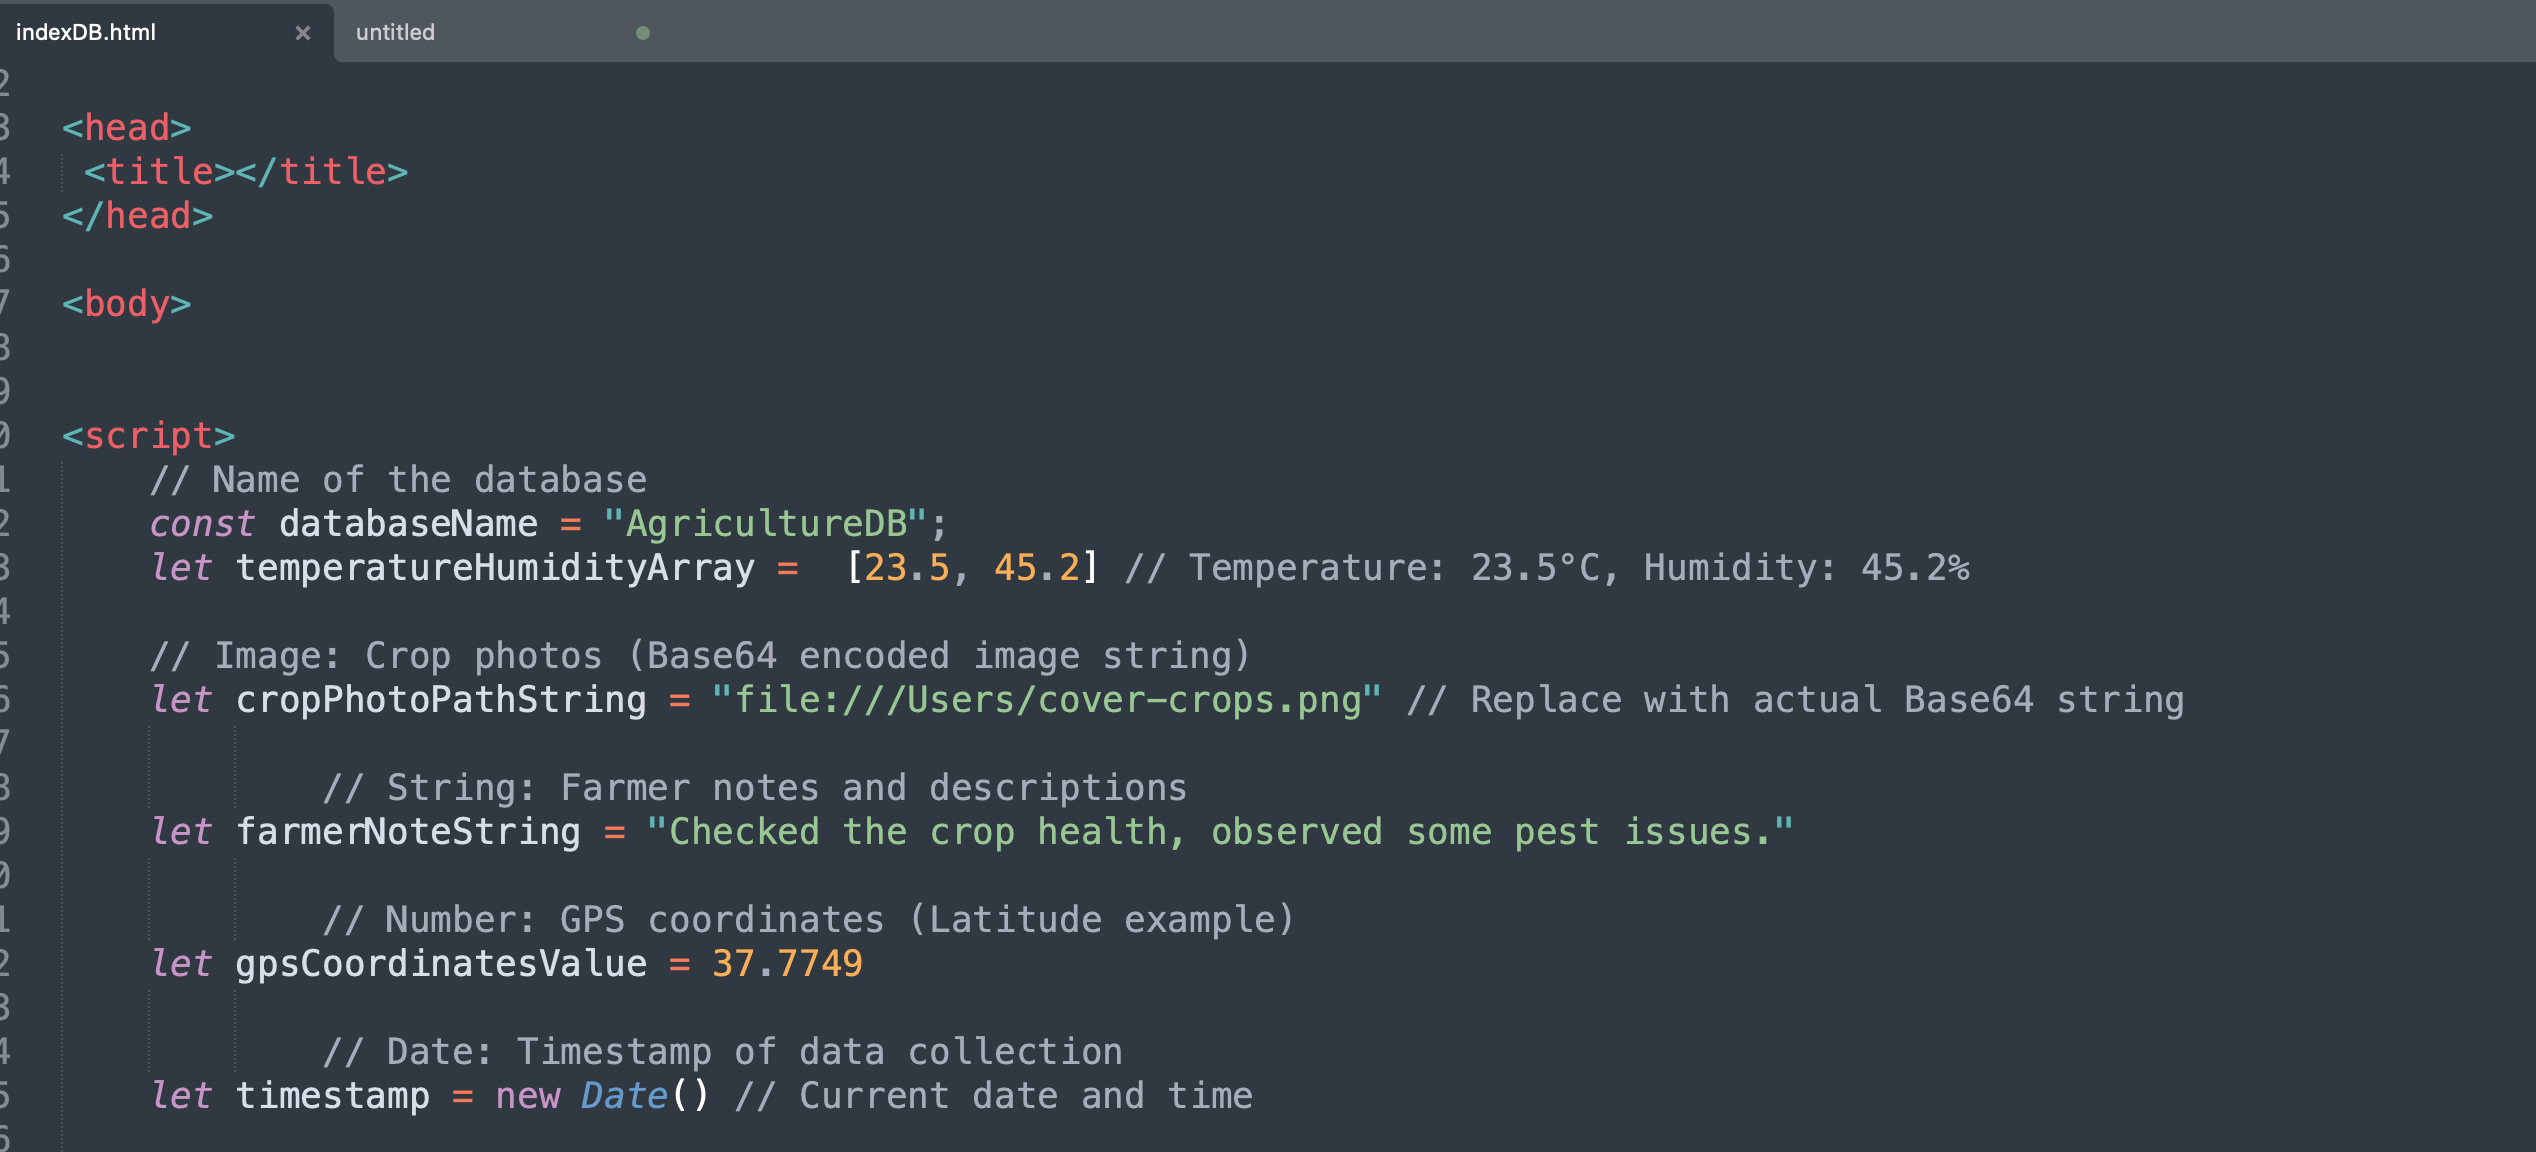 indexDB.html × untitled
2
3 <head>
4 <title></title>
5 </head>
6
7 <body>
8
9
0 <script>
1 // Name of the database
2 const databaseName = "AgricultureDB";
3 let temperatureHumidityArray =  [23.5, 45.2] // Temperature: 23.5°C, Humidity: 45.2%
4
5 // Image: Crop photos (Base64 encoded image string)
6 let cropPhotoPathString = "file:///Users/cover-crops.png" // Replace with actual Base64 string
7
8 // String: Farmer notes and descriptions
9 let farmerNoteString = "Checked the crop health, observed some pest issues."
0
1 // Number: GPS coordinates (Latitude example)
2 let gpsCoordinatesValue = 37.7749
3
4 // Date: Timestamp of data collection
5 let timestamp = new Date() // Current date and time
6